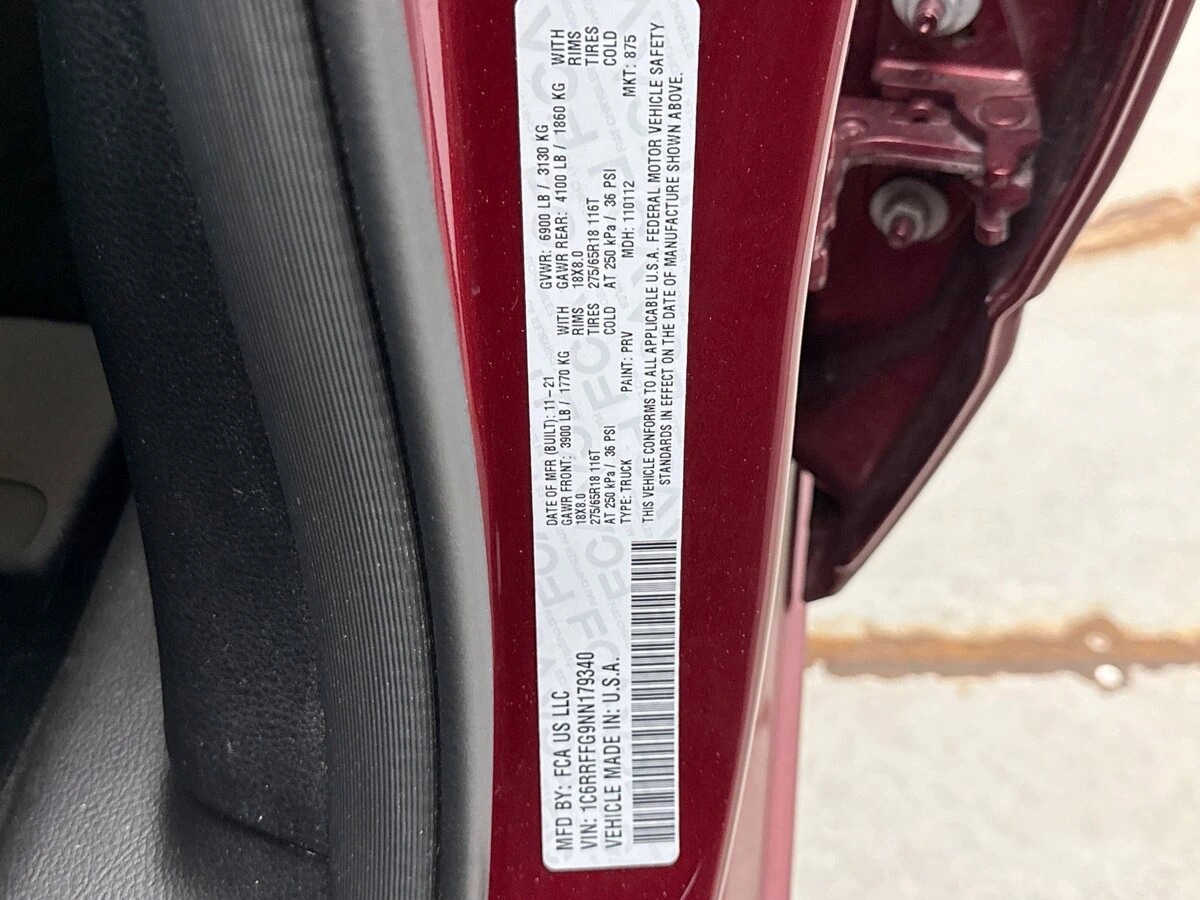 MFD BY: FCA US LLC
VIN: 1C6RRFFG9NN179340
VEHICLE MADE IN: U.S.A.
DATE OF MFR (BUILT): 11-21 GVWR: 6900 LB / 3130 KG
GAWR FRONT: 3900 LB / 1770 KG WITH GAWR REAR: 4100 LB / 1860 KG WITH
18X8.0 RIMS 18X8.0 RIMS
275/65R18 116T TIRES 275/65R18 116T TIRES
AT 250 kPa / 36 PSI COLD AT 250 kPa / 36 PSI COLD
TYPE: TRUCK PAINT: PRV MDH: 110112 MKT: 875
THIS VEHICLE CONFORMS TO ALL APPLICABLE U.S.A. FEDERAL MOTOR VEHICLE SAFETY
STANDARDS IN EFFECT ON THE DATE OF MANUFACTURE SHOWN ABOVE.